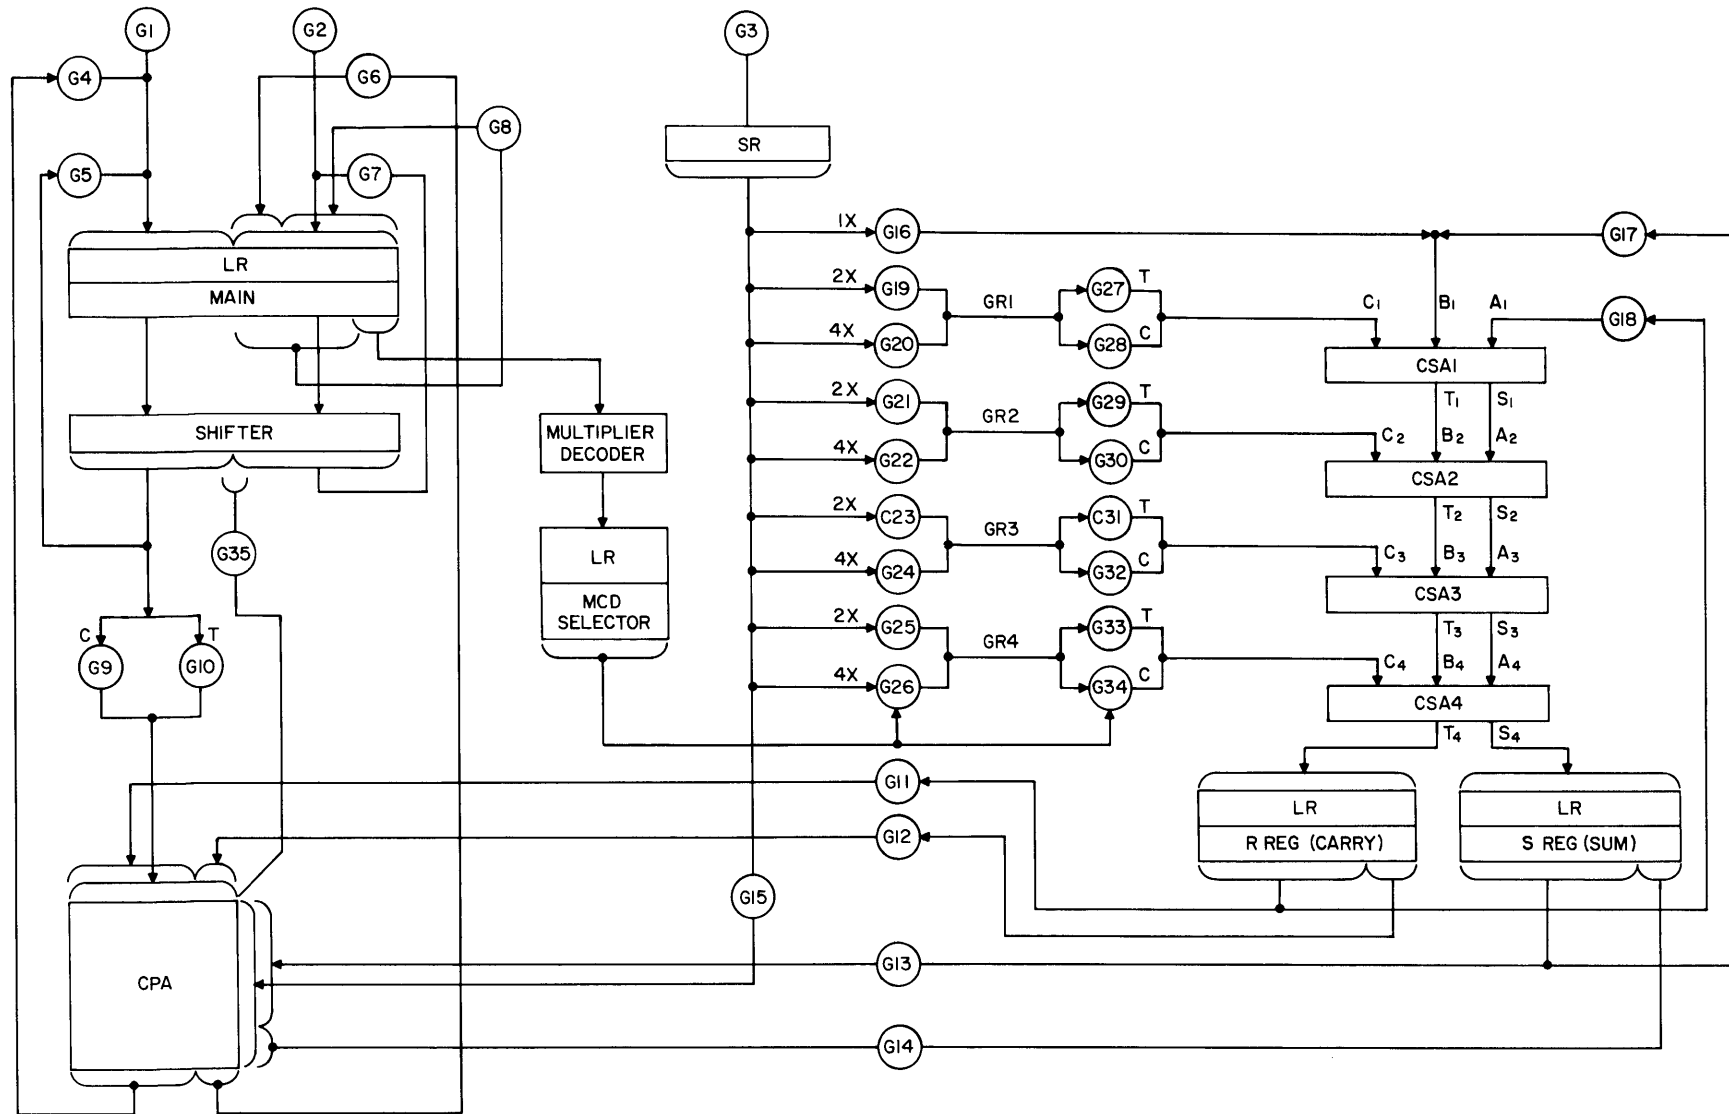 G1
G2
G3
G4
G6
G8
G5
G7
SR
1X
G16
G17
LR
MAIN
2X
G19
GR1
G27
T
C1
B1
A1
G18
4X
G20
G28
C
CSA1
2X
G21
GR2
G29
T
T1
S1
SHIFTER
MULTIPLIER
DECODER
C2
B2
A2
4X
G22
G30
C
CSA2
2X
C23
GR3
C31
T
T2
S2
G35
LR
C3
B3
A3
4X
G24
G32
C
MCD
SELECTOR
CSA3
2X
G25
GR4
G33
T
T3
S3
C
T
G9
G10
C4
B4
A4
4X
G26
G34
C
CSA4
T4
S4
G11
LR
LR
G12
R REG (CARRY)
S REG (SUM)
G15
G13
CPA
G14